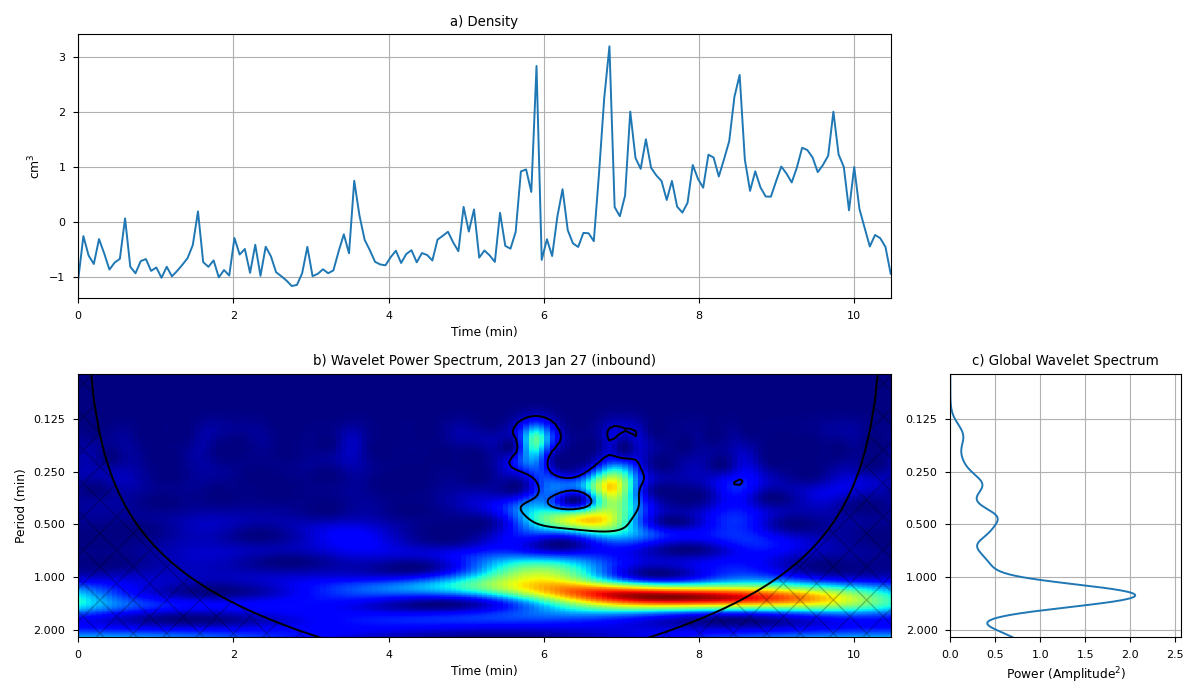 a) Density
cm³
3
2
1
0
−1
0 2 4 6 8 10
Time (min)
b) Wavelet Power Spectrum, 2013 Jan 27 (inbound)
Period (min)
0.125
0.250
0.500
1.000
2.000
0 2 4 6 8 10
Time (min)
c) Global Wavelet Spectrum
0.125
0.250
0.500
1.000
2.000
0.0 0.5 1.0 1.5 2.0 2.5
Power (Amplitude²)